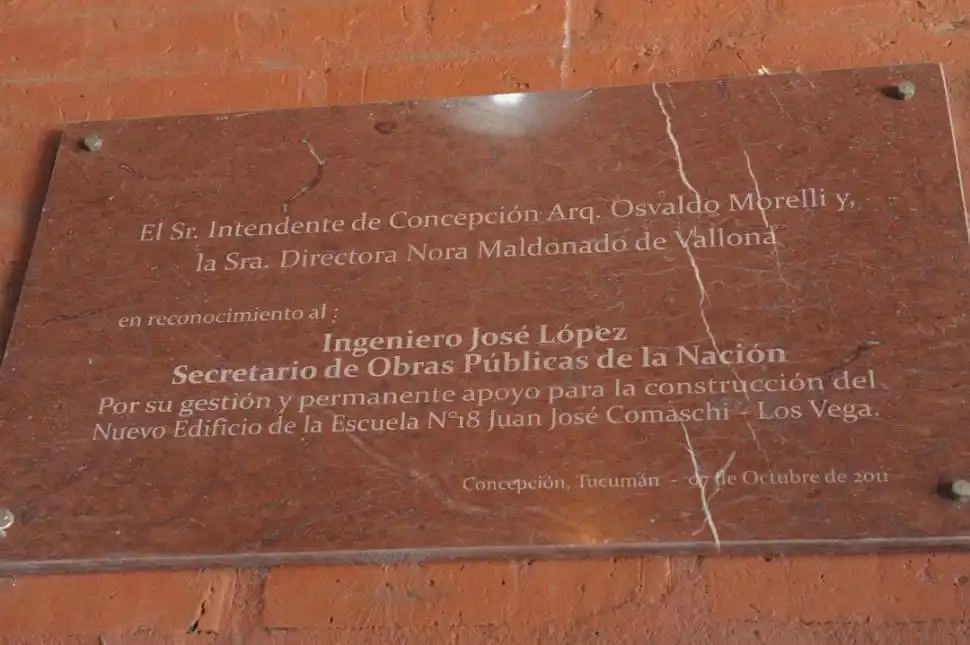 El Sr. Intendente de Concepción Arq. Osvaldo Morelli y,
la Sra. Directora Nora Maldonado de Vallona
en reconocimiento al :
Ingeniero José López
Secretario de Obras Públicas de la Nación
Por su gestión y permanente apoyo para la construcción del
Nuevo Edificio de la Escuela N°18 Juan José Comaschi - Los Vega.
Concepción, Tucumán - 07 de Octubre de 2011